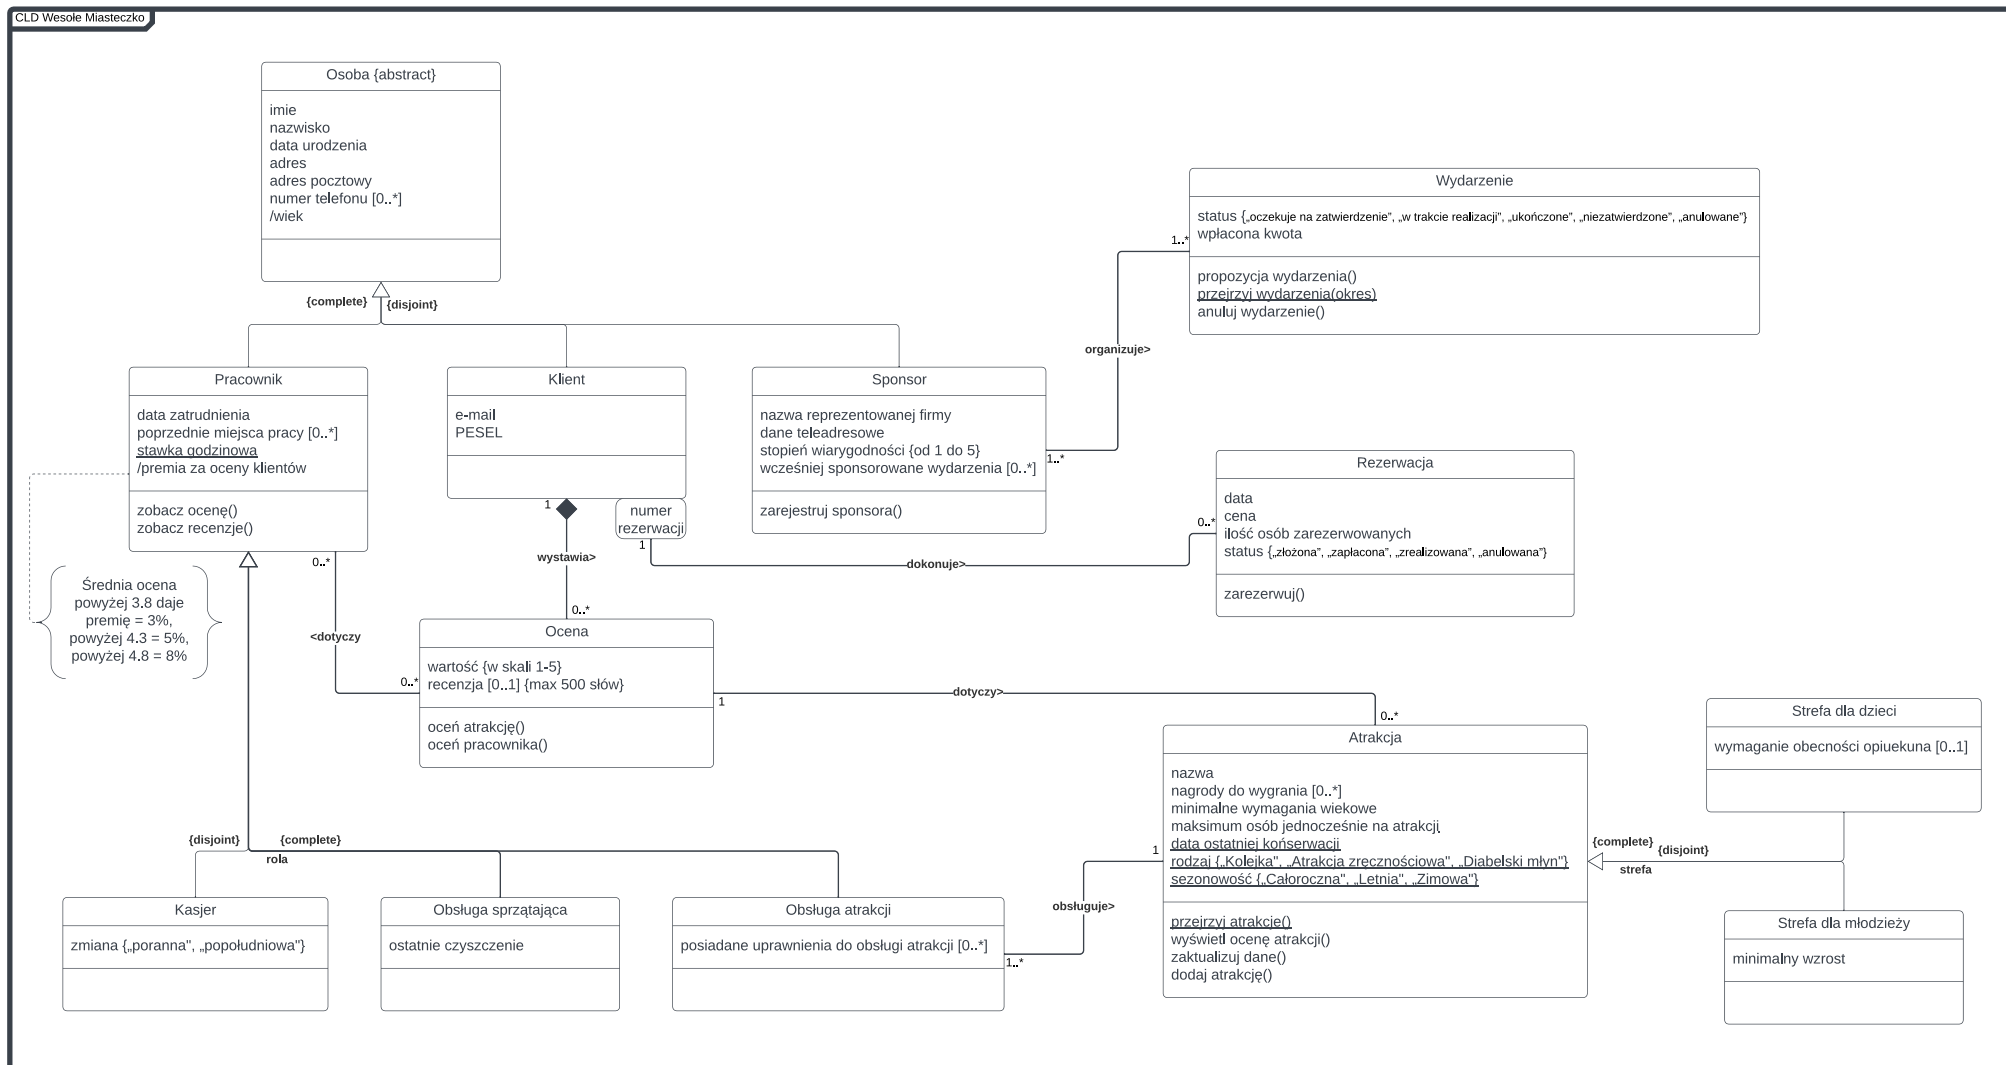 CLD Wesołe Miasteczko
Osoba {abstract}
imie
nazwisko
data urodzenia
adres
adres pocztowy
numer telefonu [0..*]
/wiek
{complete}
{disjoint}
Wydarzenie
status {„oczekuje na zatwierdzenie”, „w trakcie realizacji”, „ukończone”, „niezatwierdzone”, „anulowane”}
wpłacona kwota
propozycja wydarzenia()
przejrzyj wydarzenia(okres)
anuluj wydarzenie()
1..*
organizuje>
1..*
Pracownik
data zatrudnienia
poprzednie miejsca pracy [0..*]
stawka godzinowa
/premia za oceny klientów
zobacz ocenę()
zobacz recenzje()
Klient
e-mail
PESEL
Sponsor
nazwa reprezentowanej firmy
dane teleadresowe
stopień wiarygodności {od 1 do 5}
wcześniej sponsorowane wydarzenia [0..*]
zarejestruj sponsora()
Rezerwacja
data
cena
ilość osób zarezerwowanych
status {„złożona”, „zapłacona”, „zrealizowana”, „anulowana”}
zarezerwuj()
numer
rezerwacji
1
dokonuje>
0..*
1
wystawia>
0..*
Średnia ocena
powyżej 3.8 daje
premię = 3%,
powyżej 4.3 = 5%,
powyżej 4.8 = 8%
0..*
<dotyczy
0..*
Ocena
wartość {w skali 1-5}
recenzja [0..1] {max 500 słów}
oceń atrakcję()
oceń pracownika()
1
dotyczy>
0..*
Atrakcja
nazwa
nagrody do wygrania [0..*]
minimalne wymagania wiekowe
maksimum osób jednocześnie na atrakcji
data ostatniej końserwacji
rodzaj {„Kolejka", „Atrakcja zręcznościowa", „Diabelski młyn"}
sezonowość {„Całoroczna", „Letnia", „Zimowa"}
przejrzyj atrakcje()
wyświetl ocenę atrakcji()
zaktualizuj dane()
dodaj atrakcję()
Strefa dla dzieci
wymaganie obecności opiuekuna [0..1]
{complete}
{disjoint}
strefa
Strefa dla młodzieży
minimalny wzrost
{disjoint}
{complete}
rola
Kasjer
zmiana {„poranna", „popołudniowa"}
Obsługa sprzątająca
ostatnie czyszczenie
Obsługa atrakcji
posiadane uprawnienia do obsługi atrakcji [0..*]
1
obsługuje>
1..*